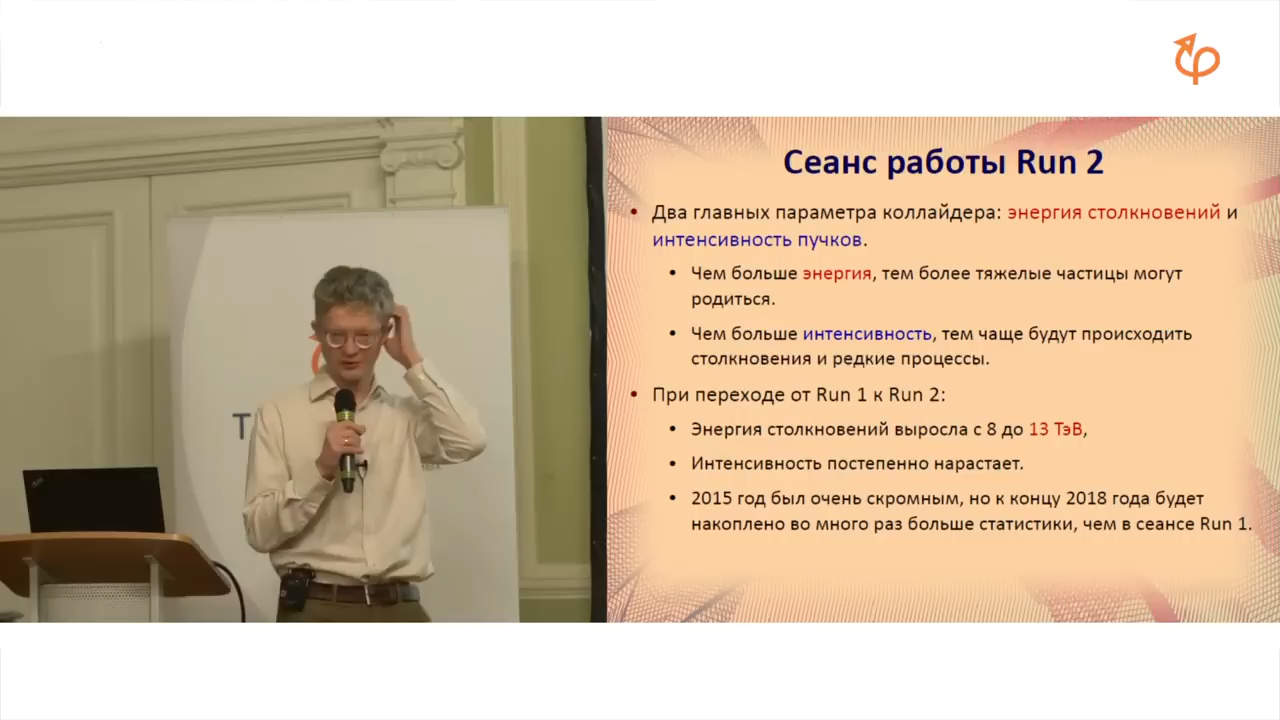 Сеанс работы Run 2
• Два главных параметра коллайдера: энергия столкновений и
интенсивность пучков.
• Чем больше энергия, тем более тяжелые частицы могут
родиться.
• Чем больше интенсивность, тем чаще будут происходить
столкновения и редкие процессы.
• При переходе от Run 1 к Run 2:
• Энергия столкновений выросла с 8 до 13 ТэВ,
• Интенсивность постепенно нарастает.
• 2015 год был очень скромным, но к концу 2018 года будет
накоплено во много раз больше статистики, чем в сеансе Run 1.